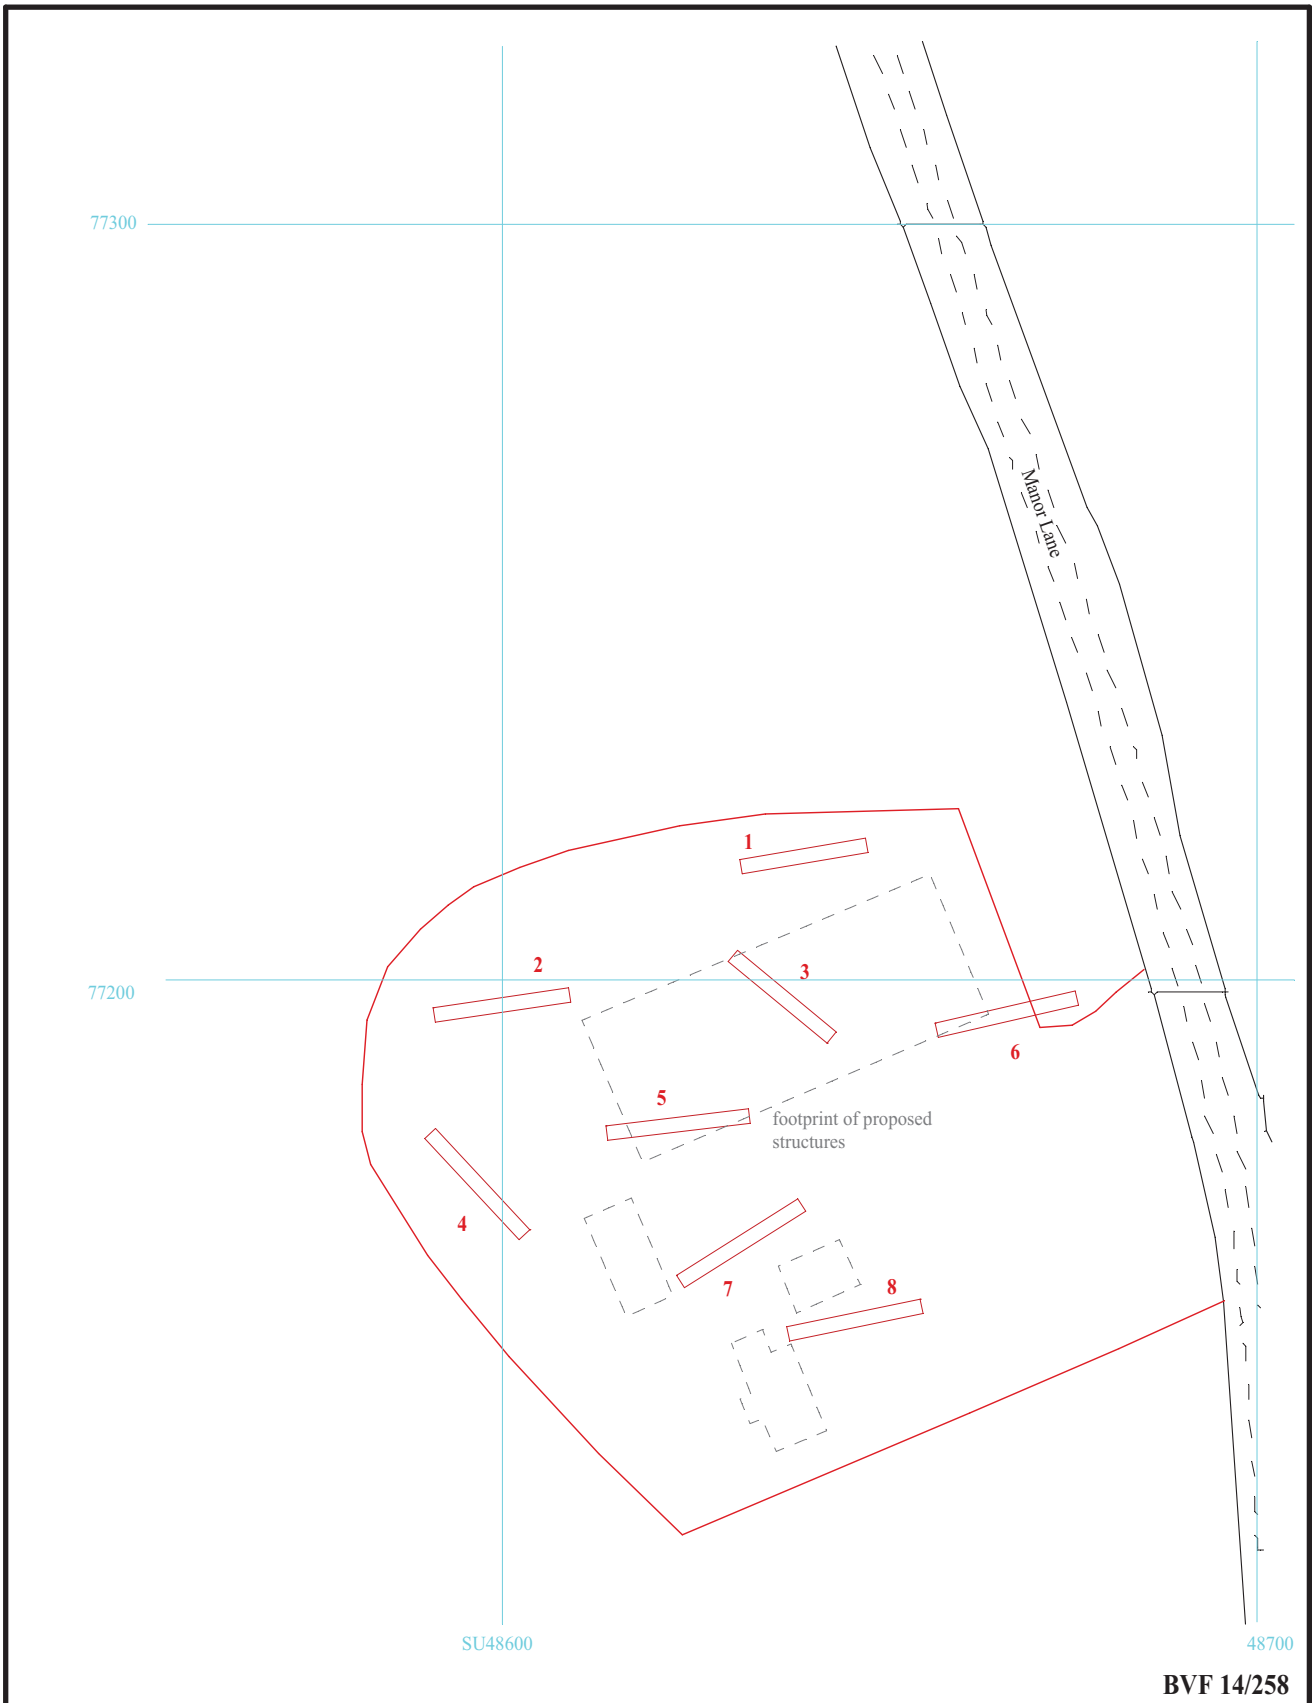 77300
Manor Lane
1
2
3
77200
6
5
footprint of proposed
structures
4
7
8
SU48600
48700
BVF 14/258